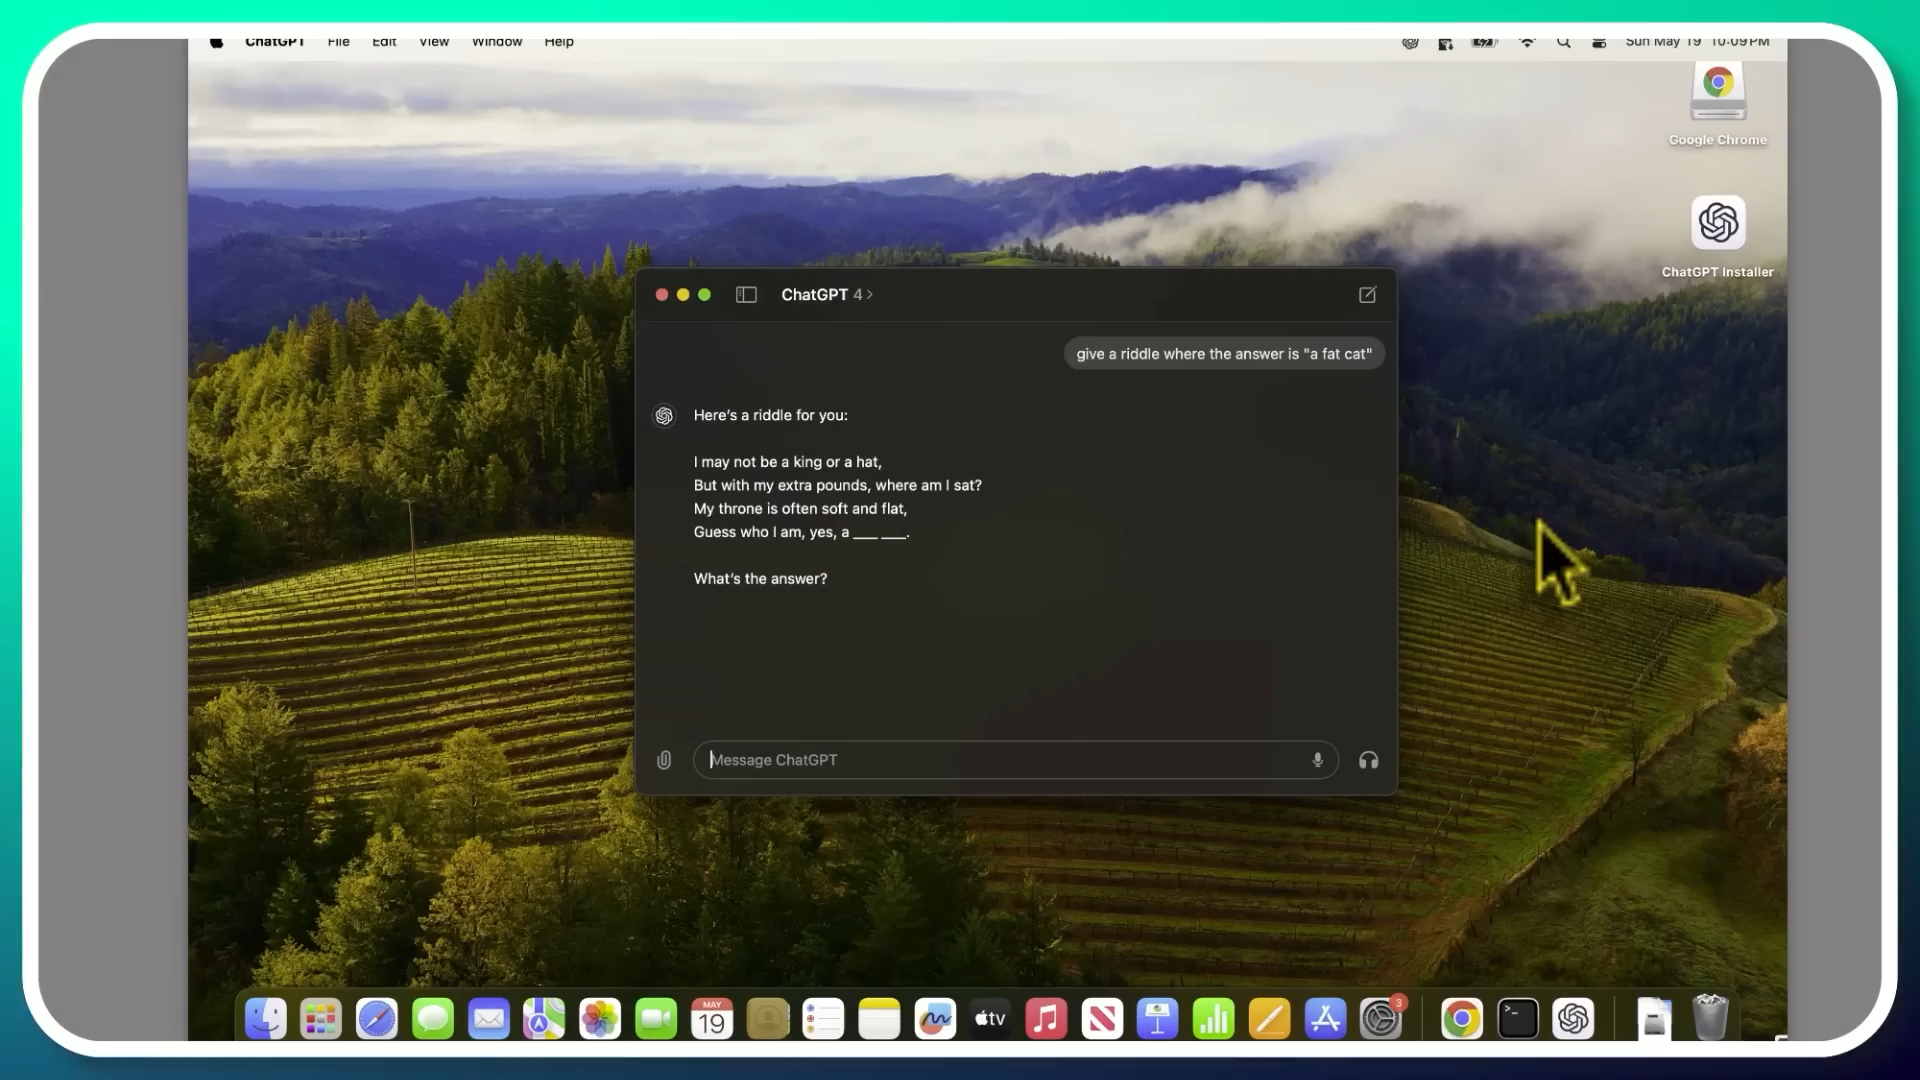 ChatGPT File Edit View Window Help Sun May 19 10:09 PM
Google Chrome
ChatGPT Installer
ChatGPT 4 >
give a riddle where the answer is "a fat cat"
Here's a riddle for you:
I may not be a king or a hat,
But with my extra pounds, where am I sat?
My throne is often soft and flat,
Guess who I am, yes, a ____ ____.
What's the answer?
Message ChatGPT
MAY
19
tv
3